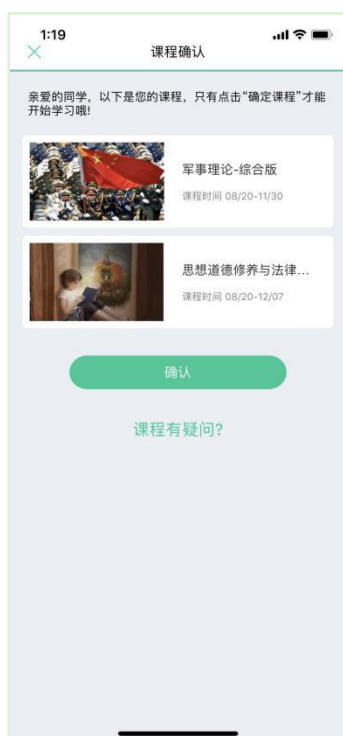 1:19
课程确认
亲爱的同学，以下是您的课程，只有点击“确定课程”才能
开始学习哦!
军事理论-综合版
课程时间 08/20-11/30
思想道德修养与法律...
课程时间 08/20-12/07
确认
课程有疑问?